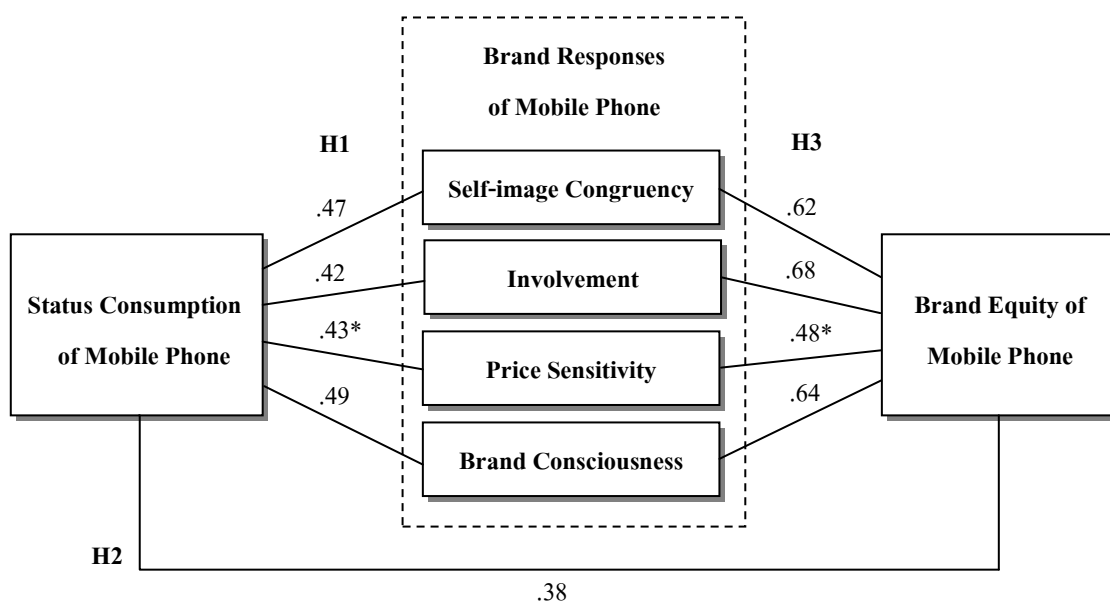 Brand Responses
of Mobile Phone
H1
H3
Self-image Congruency
.47
.62
Involvement
.42
.68
Status Consumption
of Mobile Phone
Brand Equity of
Mobile Phone
.43*
.48*
Price Sensitivity
.49
.64
Brand Consciousness
H2
.38